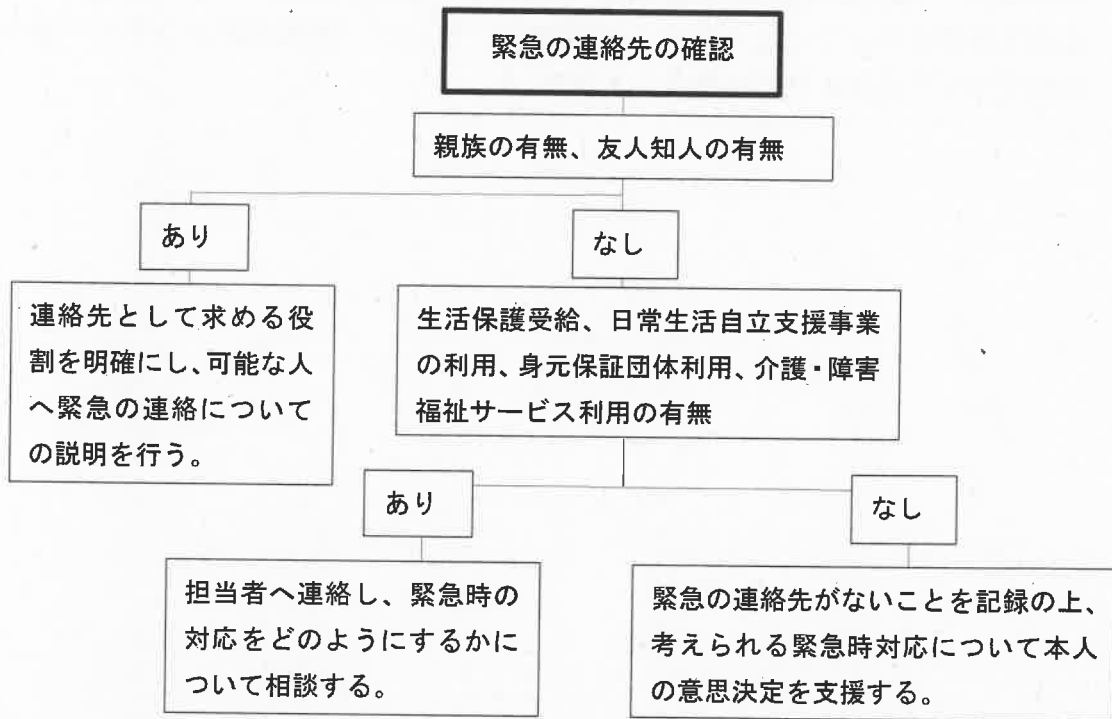 緊急の連絡先の確認
親族の有無、友人知人の有無
あり
なし
連絡先として求める役
割を明確にし、可能な人
へ緊急の連絡について
の説明を行う。
生活保護受給、日常生活自立支援事業
の利用、身元保証団体利用、介護・障害
福祉サービス利用の有無
あり
なし
担当者へ連絡し、緊急時の
対応をどのようにするかに
ついて相談する。
緊急の連絡先がないことを記録の上、
考えられる緊急時対応について本人
の意思決定を支援する。